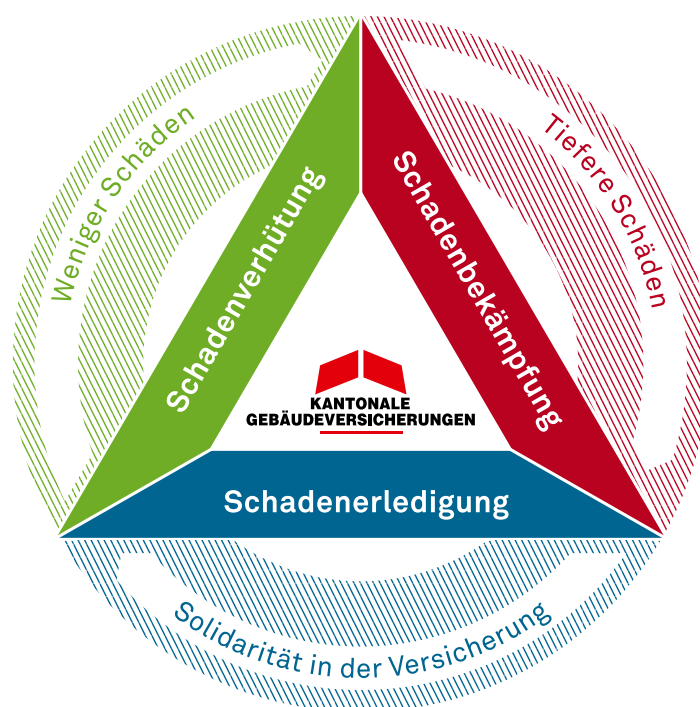 Weniger Schäden
Tiefere Schäden
Schadenverhütung
Schadenbekämpfung
KANTONALE
GEBÄUDEVERSICHERUNGEN
Schadenerledigung
Solidarität in der Versicherung